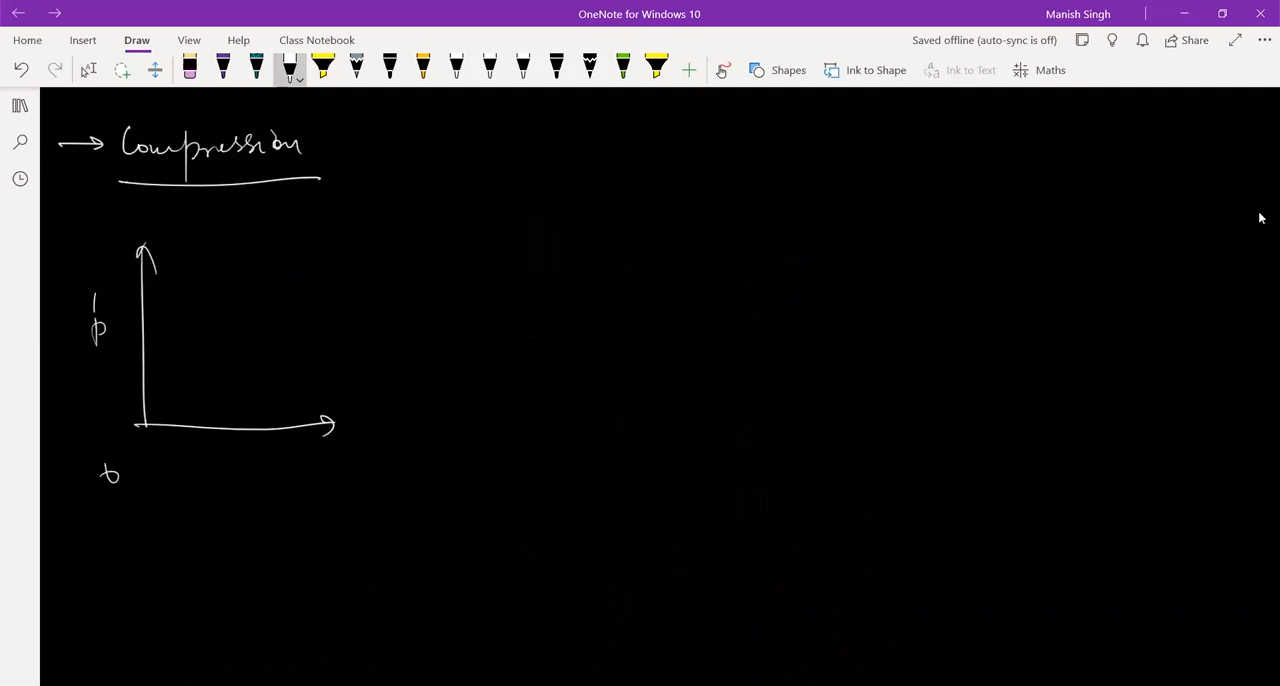 OneNote for Windows 10
Manish Singh
Home Insert Draw View Help Class Notebook
Saved offline (auto-sync is off) Share
Shapes Ink to Shape Ink to Text Maths
→ Compression
p